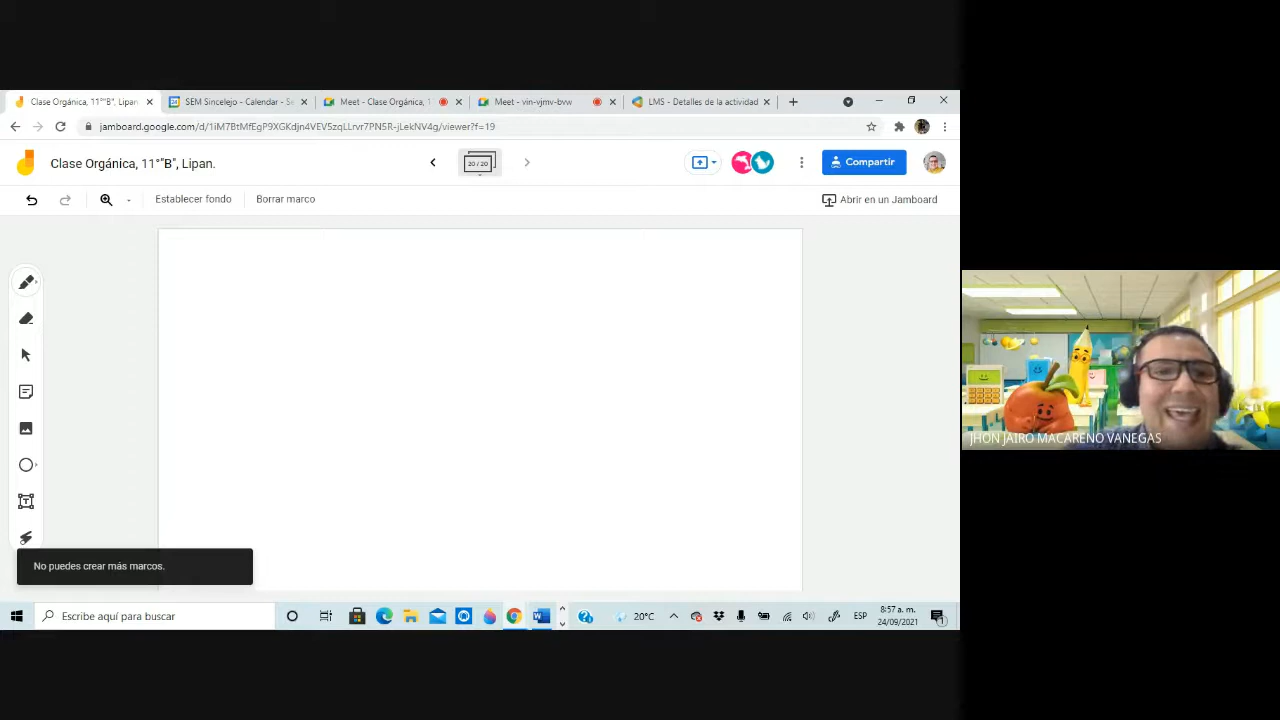 Clase Orgánica, 11°"B", Lipan.
SEM Sincelejo - Calendar - Se
Meet - Clase Orgánica, 1
Meet - vin-vjmv-bvw
LMS - Detalles de la actividad
jamboard.google.com/d/1iM7BtMfEgP9XGKdjn4VEV5zqLLrvr7PN5R-jLekNV4g/viewer?f=19
Clase Orgánica, 11°"B", Lipan.
20 / 20
Compartir
Establecer fondo
Borrar marco
Abrir en un Jamboard
JHON JAIRO MACARENO VANEGAS
No puedes crear más marcos.
Escribe aquí para buscar
20°C
ESP
8:57 a. m.
24/09/2021